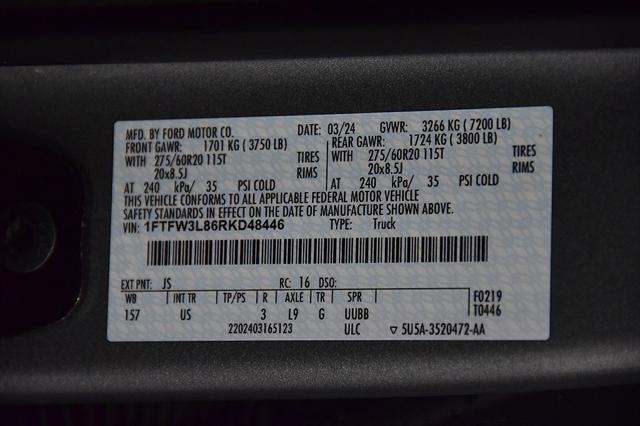 MFD. BY FORD MOTOR CO. DATE: 03/24 GVWR: 3266 KG ( 7200 LB)
FRONT GAWR: 1701 KG ( 3750 LB) REAR GAWR: 1724 KG ( 3800 LB)
WITH 275/60R20 115T TIRES WITH 275/60R20 115T TIRES
20x8.5J RIMS 20x8.5J RIMS
AT 240 kPa/ 35 PSI COLD AT 240 kPa/ 35 PSI COLD
THIS VEHICLE CONFORMS TO ALL APPLICABLE FEDERAL MOTOR VEHICLE
SAFETY STANDARDS IN EFFECT ON THE DATE OF MANUFACTURE SHOWN ABOVE.
VIN: 1FTFW3L86RKD48446 TYPE: Truck
EXT PNT: JS RC: 16 DSO:
WB INT TR TP/PS R AXLE TR SPR F0219
157 US 3 L9 G UUBB T0446
2202403165123 ULC ▽ 5U5A-3520472-AA